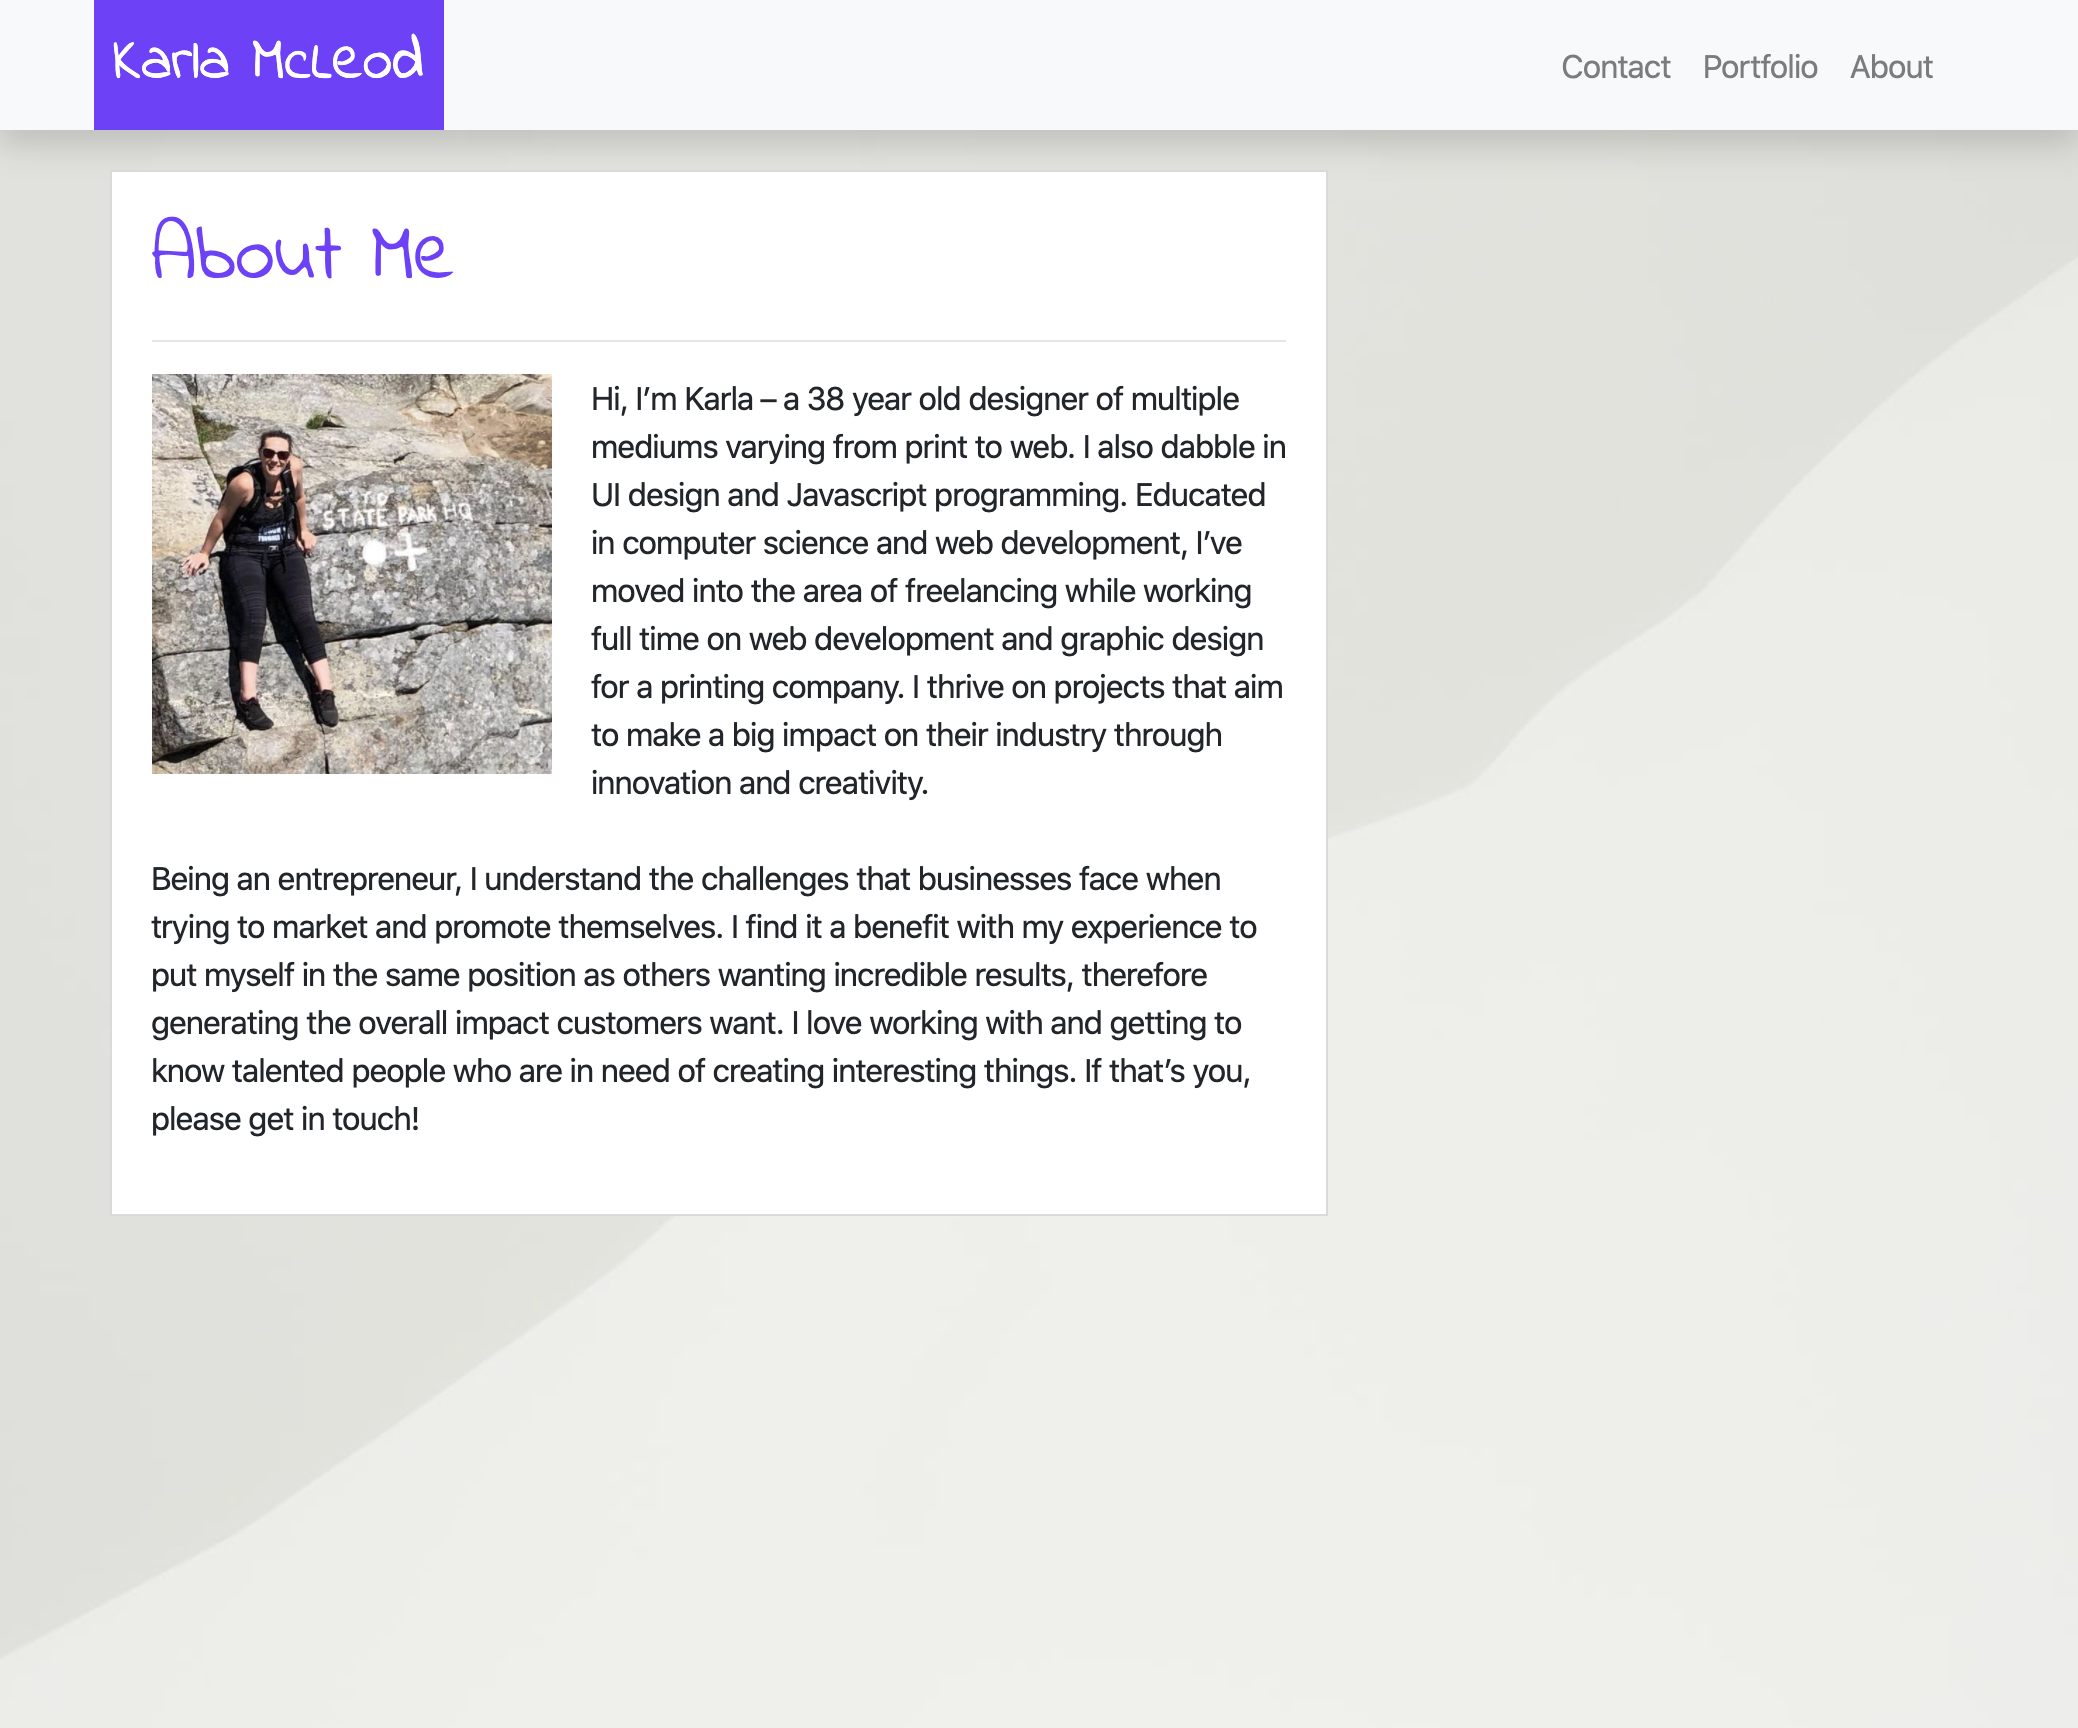 Karla McLeod
Contact Portfolio About
About Me
TO
STATE PARK HQ
Hi, I’m Karla – a 38 year old designer of multiple
mediums varying from print to web. I also dabble in
UI design and Javascript programming. Educated
in computer science and web development, I’ve
moved into the area of freelancing while working
full time on web development and graphic design
for a printing company. I thrive on projects that aim
to make a big impact on their industry through
innovation and creativity.
Being an entrepreneur, I understand the challenges that businesses face when
trying to market and promote themselves. I find it a benefit with my experience to
put myself in the same position as others wanting incredible results, therefore
generating the overall impact customers want. I love working with and getting to
know talented people who are in need of creating interesting things. If that’s you,
please get in touch!